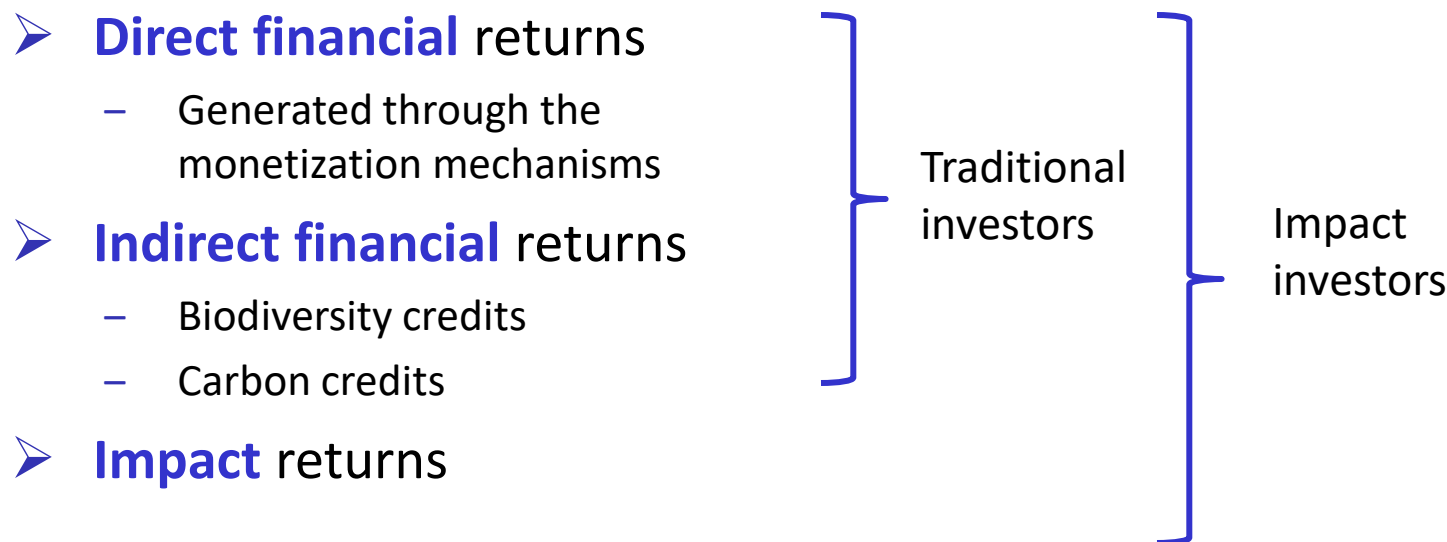 ➢ Direct financial returns
– Generated through the
monetization mechanisms
➢ Indirect financial returns
– Biodiversity credits
– Carbon credits
➢ Impact returns
Traditional
investors
Impact
investors